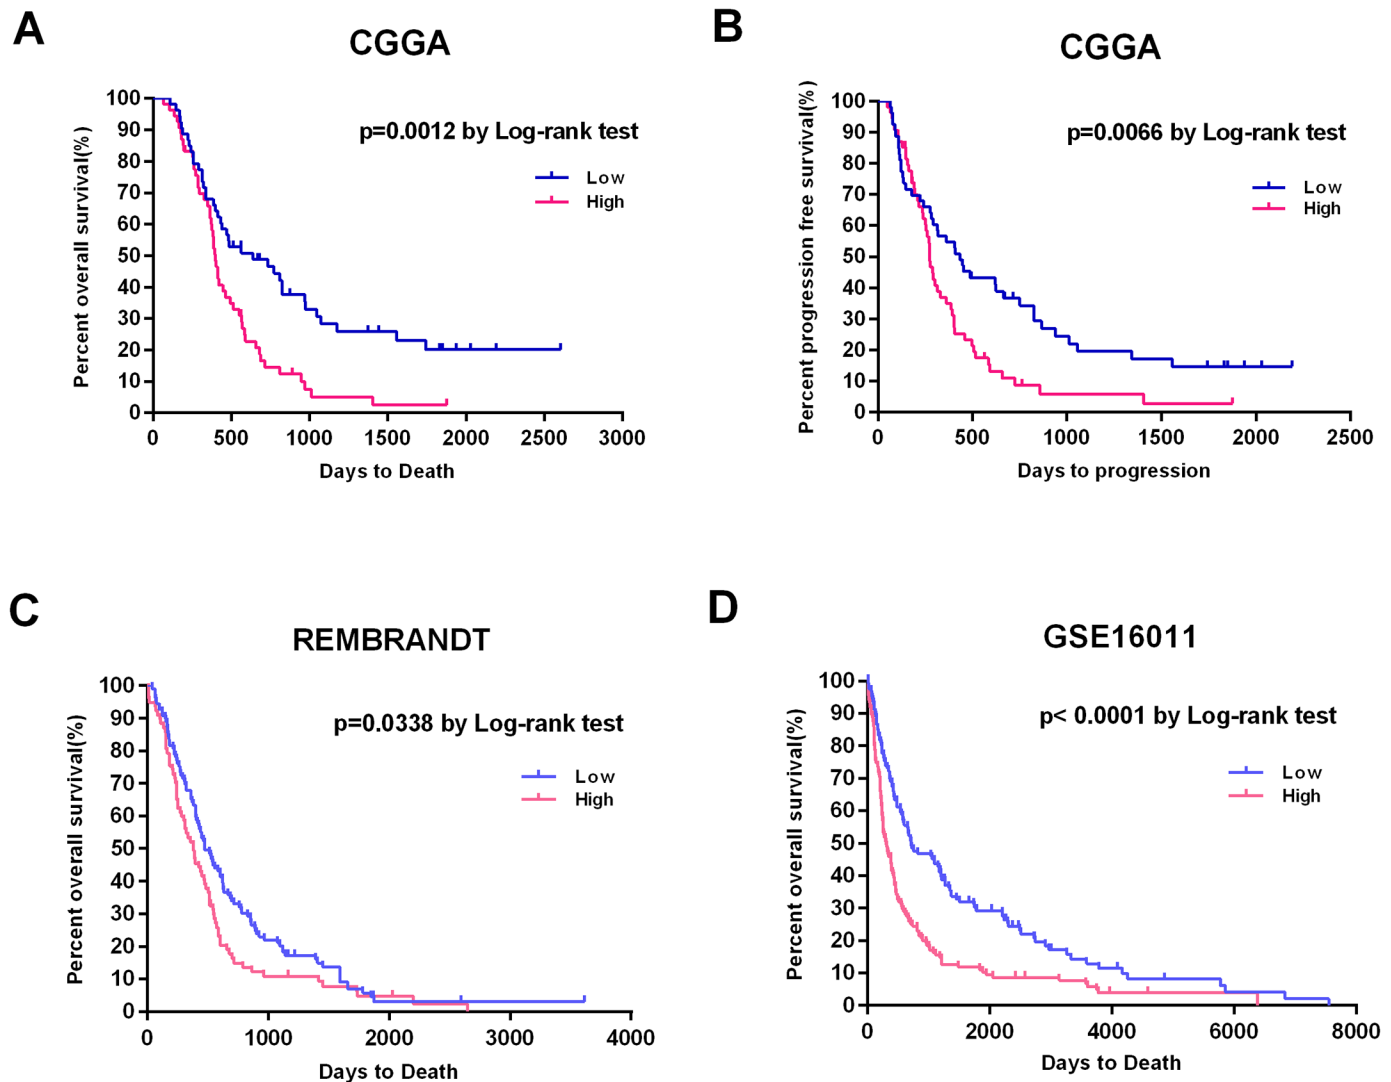 A
CGGA
Percent overall survival(%)
100
90
80
70
60
50
40
30
20
10
0
p=0.0012 by Log-rank test
Low
High
0 500 1000 1500 2000 2500 3000
Days to Death
B
CGGA
Percent progression free survival(%)
100
90
80
70
60
50
40
30
20
10
0
p=0.0066 by Log-rank test
Low
High
0 500 1000 1500 2000 2500
Days to progression
C
REMBRANDT
Percent overall survival(%)
100
90
80
70
60
50
40
30
20
10
0
p=0.0338 by Log-rank test
Low
High
0 1000 2000 3000 4000
Days to Death
D
GSE16011
Percent overall survival(%)
100
90
80
70
60
50
40
30
20
10
0
p< 0.0001 by Log-rank test
Low
High
0 2000 4000 6000 8000
Days to Death